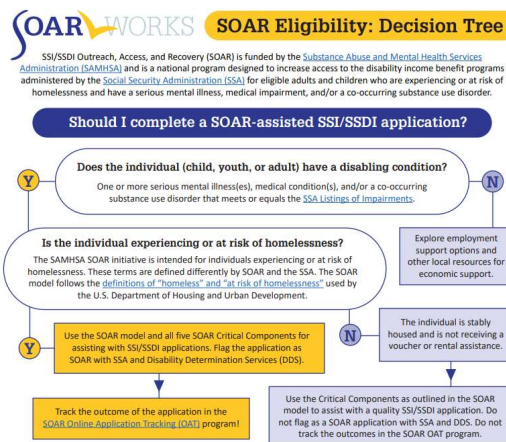 SOAR WORKS
SOAR Eligibility: Decision Tree
SSI/SSDI Outreach, Access, and Recovery (SOAR) is funded by the Substance Abuse and Mental Health Services
Administration (SAMHSA) and is a national program designed to increase access to the disability income benefit programs
administered by the Social Security Administration (SSA) for eligible adults and children who are experiencing or at risk of
homelessness and have a serious mental illness, medical impairment, and/or a co-occurring substance use disorder.
Should I complete a SOAR-assisted SSI/SSDI application?
Y
Does the individual (child, youth, or adult) have a disabling condition?
One or more serious mental illness(es), medical condition(s), and/or a co-occurring
substance use disorder that meets or equals the SSA Listings of Impairments.
N
Is the individual experiencing or at risk of homelessness?
The SAMHSA SOAR initiative is intended for individuals experiencing or at risk of
homelessness. These terms are defined differently by SOAR and the SSA. The SOAR
model follows the definitions of "homeless" and "at risk of homelessness" used by
the U.S. Department of Housing and Urban Development.
Explore employment
support options and
other local resources for
economic support.
Y
Use the SOAR model and all five SOAR Critical Components for
assisting with SSI/SSDI applications. Flag the application as
SOAR with SSA and Disability Determination Services (DDS).
N
The individual is stably
housed and is not receiving a
voucher or rental assistance.
Track the outcome of the application in the
SOAR Online Application Tracking (OAT) program!
Use the Critical Components as outlined in the SOAR
model to assist with a quality SSI/SSDI application. Do
not flag as a SOAR application with SSA and DDS. Do not
track the outcomes in the SOAR OAT program.